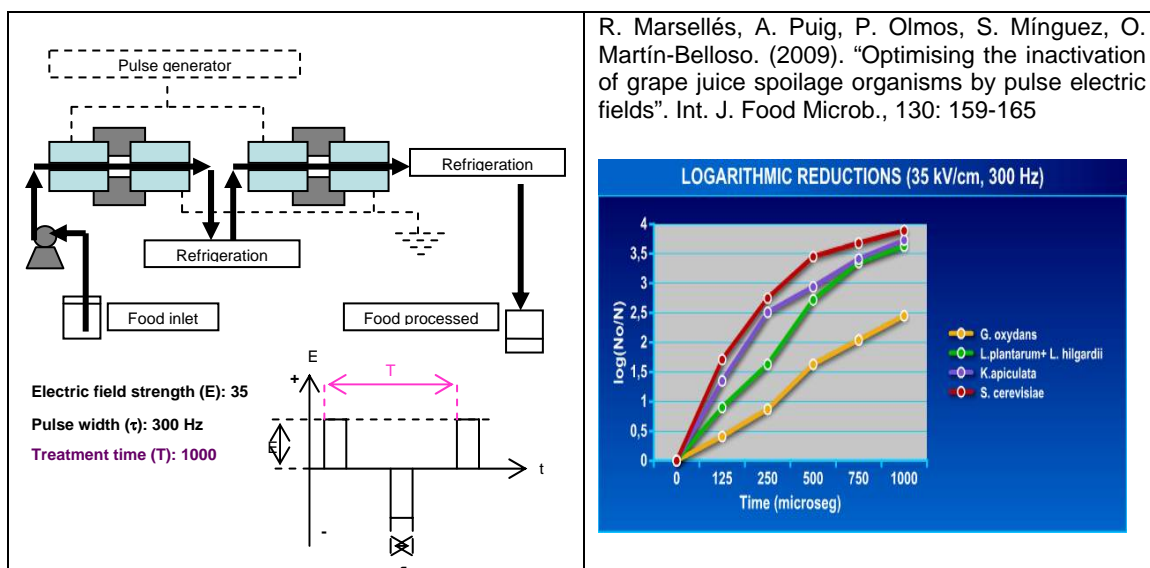 Pulse generator
Refrigeration
Refrigeration
Food inlet
Food processed
Electric field strength (E): 35
Pulse width (τ): 300 Hz
Treatment time (T): 1000
E
+
T
E
t
-
R. Marsellés, A. Puig, P. Olmos, S. Mínguez, O.
Martín-Belloso. (2009). “Optimising the inactivation
of grape juice spoilage organisms by pulse electric
fields”. Int. J. Food Microb., 130: 159-165
LOGARITHMIC REDUCTIONS (35 kV/cm, 300 Hz)
log(No/N)
4
3,5
3
2,5
2
1,5
1
0,5
0
0 125 250 500 750 1000
Time (microseg)
G. oxydans
L.plantarum+ L. hilgardii
K.apiculata
S. cerevisiae